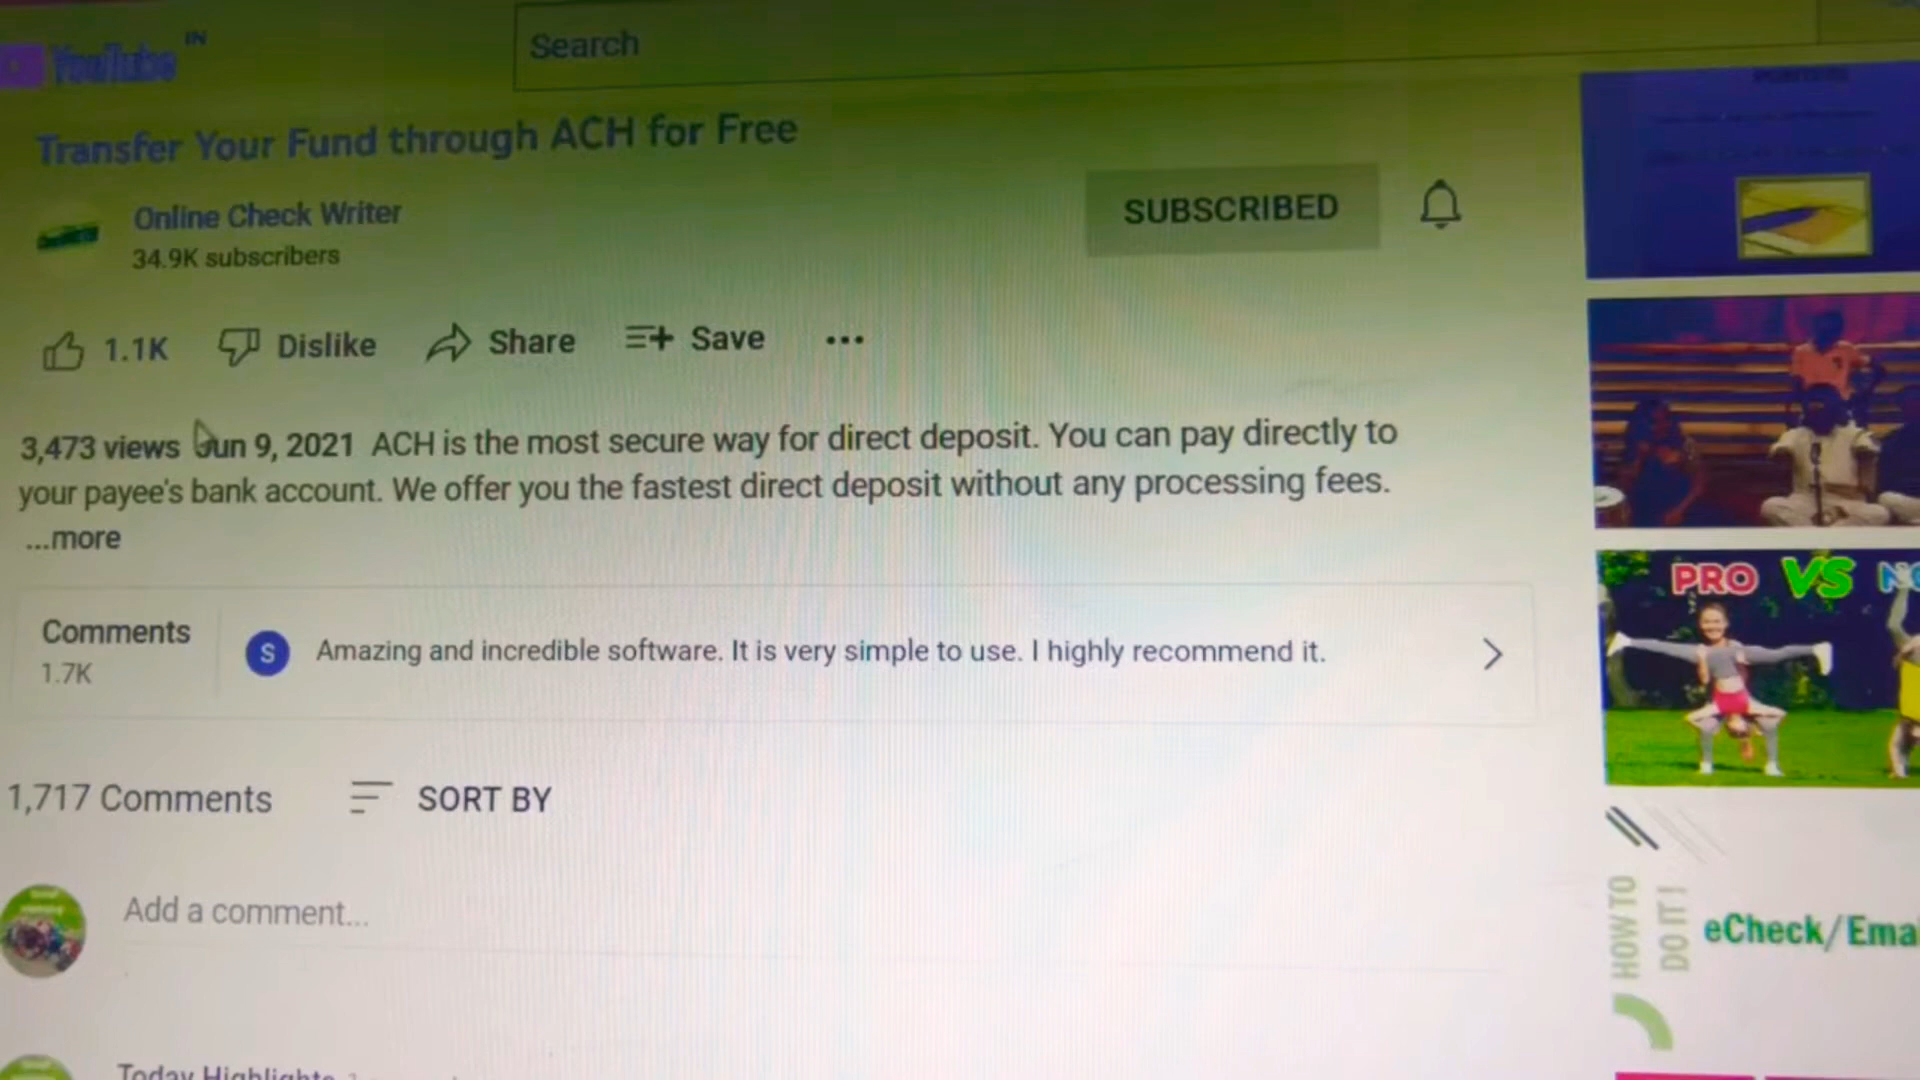 YouTube IN
Search
Transfer Your Fund through ACH for Free
Online Check Writer
34.9K subscribers
SUBSCRIBED
1.1K Dislike Share Save ...
3,473 views Jun 9, 2021 ACH is the most secure way for direct deposit. You can pay directly to
your payee's bank account. We offer you the fastest direct deposit without any processing fees.
...more
Comments
1.7K
S
Amazing and incredible software. It is very simple to use. I highly recommend it.
1,717 Comments
SORT BY
Add a comment...
Today Highlights
PRO VS
HOW TO
DO IT !
eCheck/Emai